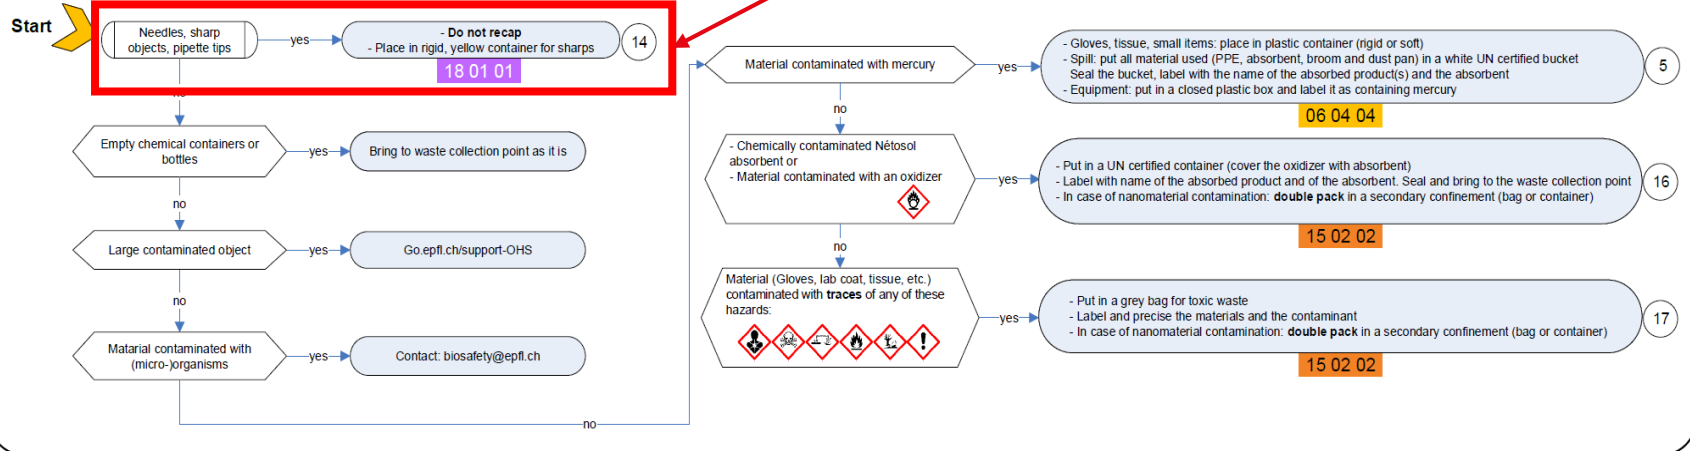 Start
Needles, sharp
objects, pipette tips
yes
- Do not recap
- Place in rigid, yellow container for sharps
14
18 01 01
no
Empty chemical containers or
bottles
yes
Bring to waste collection point as it is
no
Large contaminated object
yes
Go.epfl.ch/support-OHS
no
Matarial contaminated with
(micro-)organisms
yes
Contact: biosafety@epfl.ch
no
Material contaminated with mercury
yes
- Gloves, tissue, small items: place in plastic container (rigid or soft)
- Spill: put all material used (PPE, absorbent, broom and dust pan) in a white UN certified bucket
Seal the bucket, label with the name of the absorbed product(s) and the absorbent
- Equipment: put in a closed plastic box and label it as containing mercury
5
06 04 04
no
- Chemically contaminated Nétosol
absorbent or
- Material contaminated with an oxidizer
yes
- Put in a UN certified container (cover the oxidizer with absorbent)
- Label with name of the absorbed product and of the absorbent. Seal and bring to the waste collection point
- In case of nanomaterial contamination: double pack in a secondary confinement (bag or container)
16
15 02 02
no
Material (Gloves, lab coat, tissue, etc.)
contaminated with traces of any of these
hazards:
yes
- Put in a grey bag for toxic waste
- Label and precise the materials and the contaminant
- In case of nanomaterial contamination: double pack in a secondary confinement (bag or container)
17
15 02 02